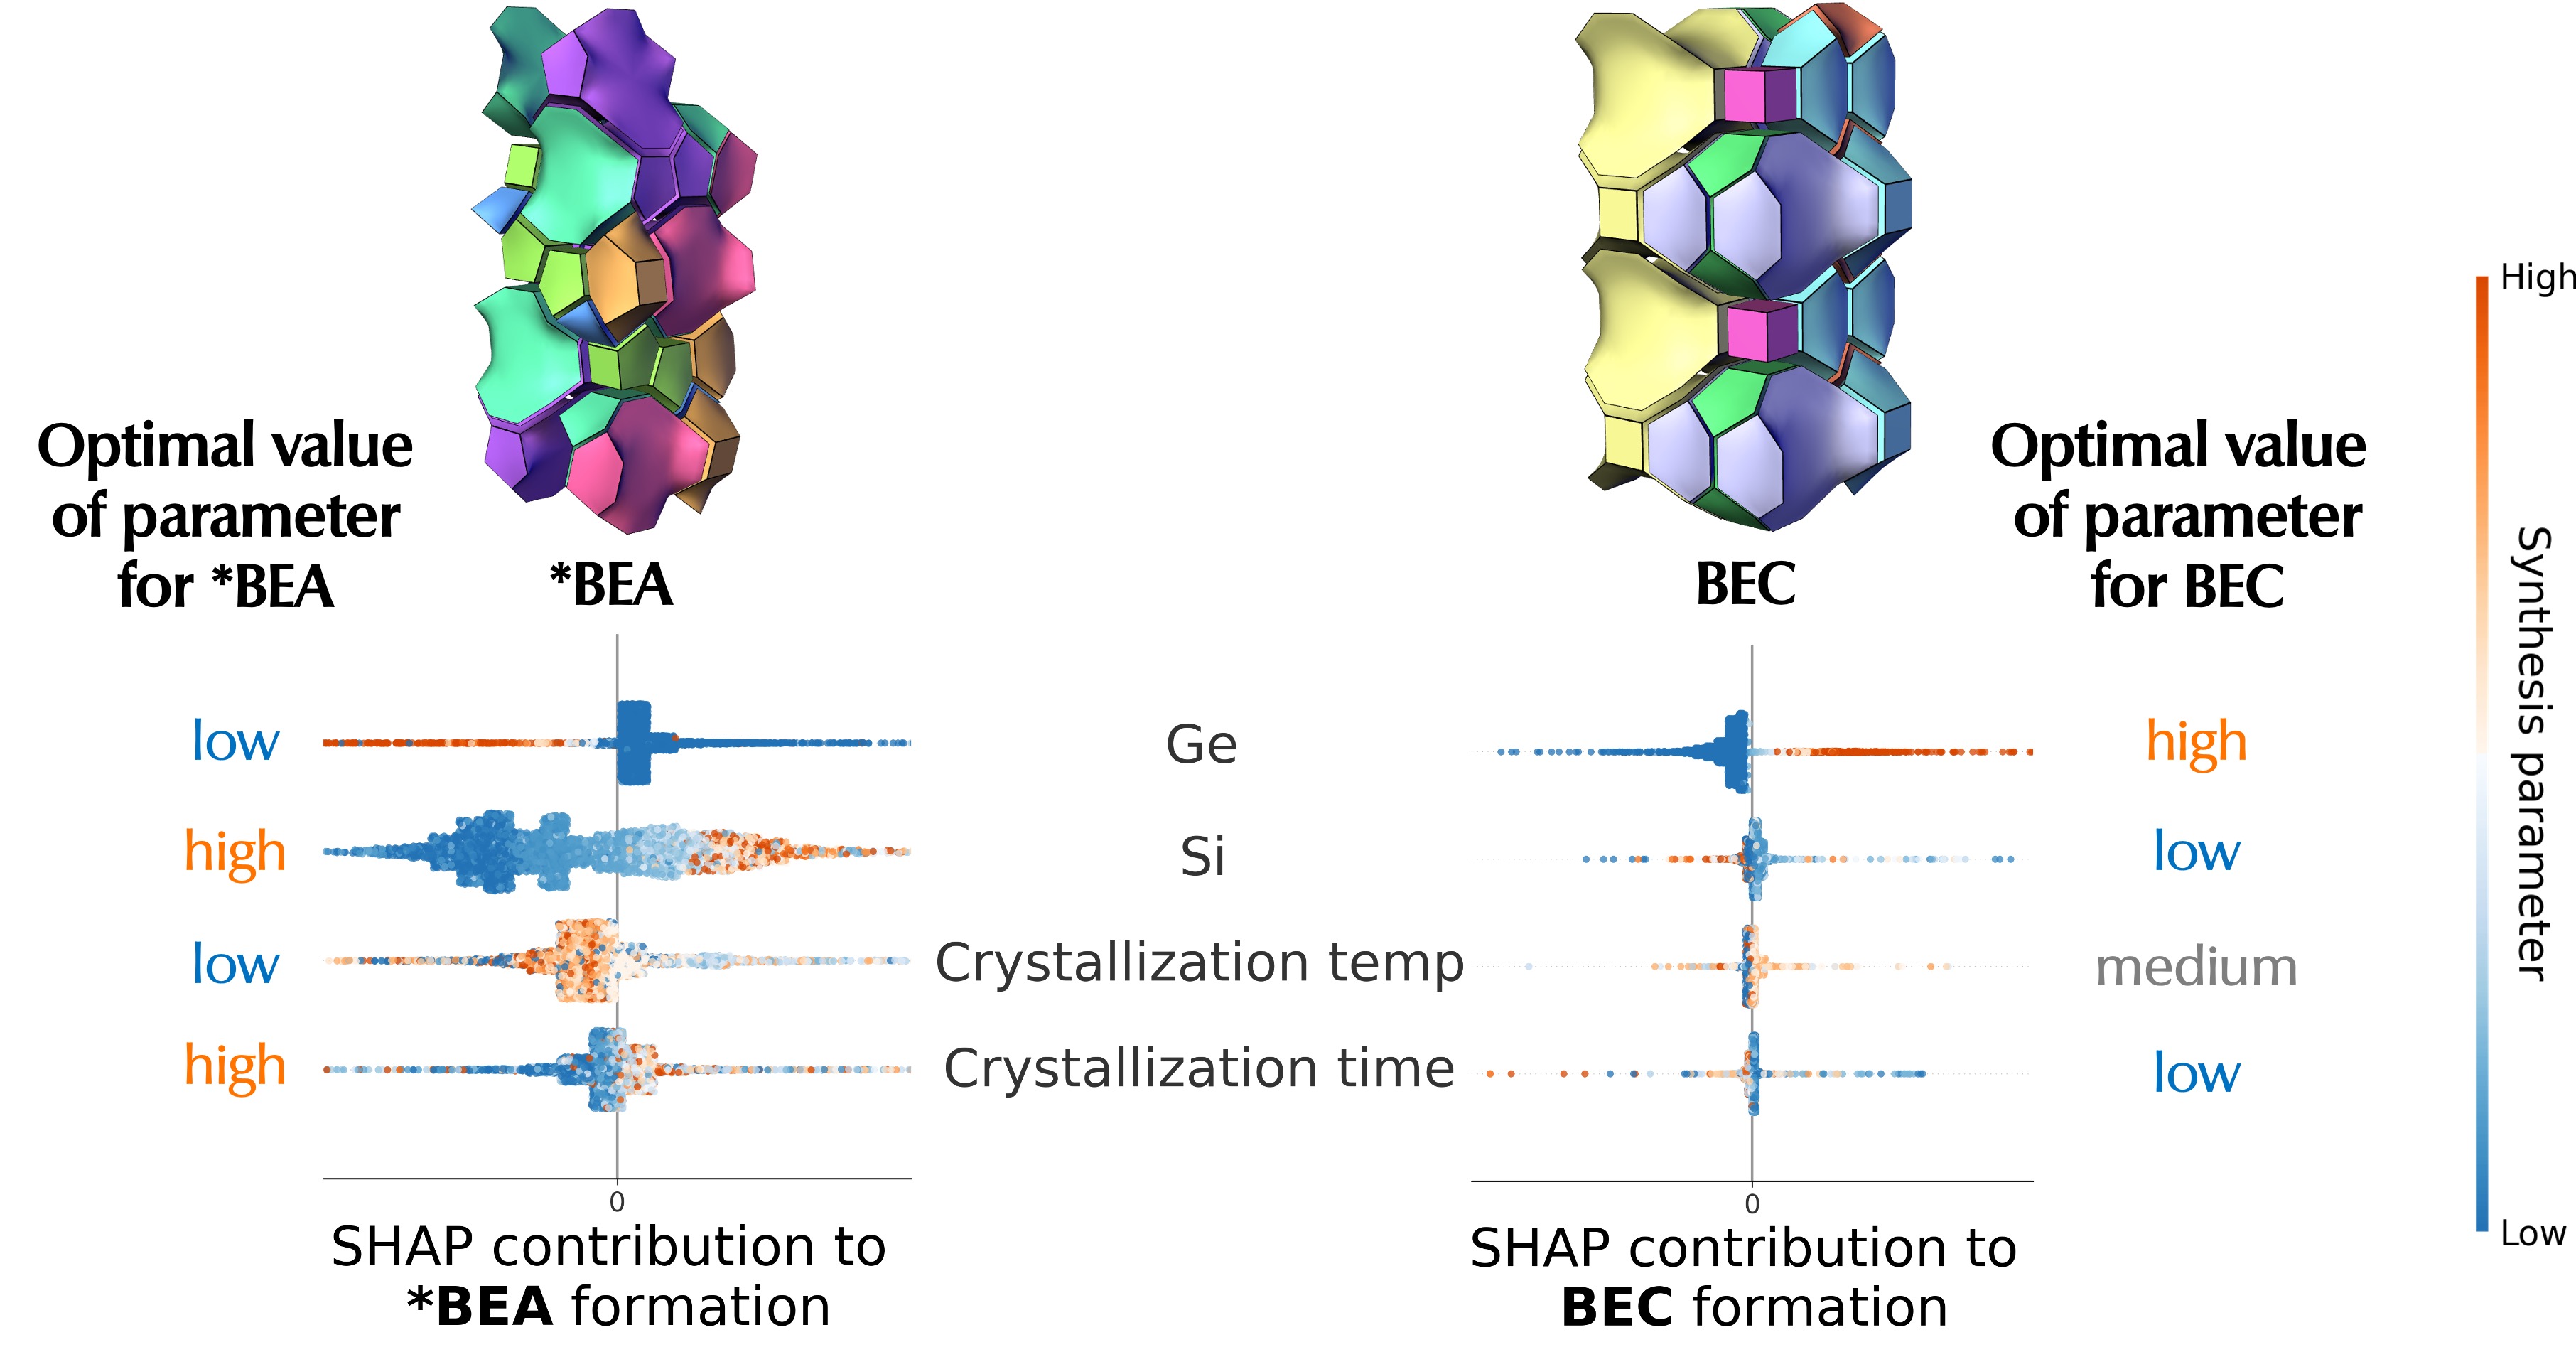 Optimal value
of parameter
for *BEA
*BEA
BEC
Optimal value
of parameter
for BEC
High
Synthesis parameter
Low
low
Ge
high
high
Si
low
low
Crystallization temp
medium
high
Crystallization time
low
0
0
SHAP contribution to
*BEA formation
SHAP contribution to
BEC formation